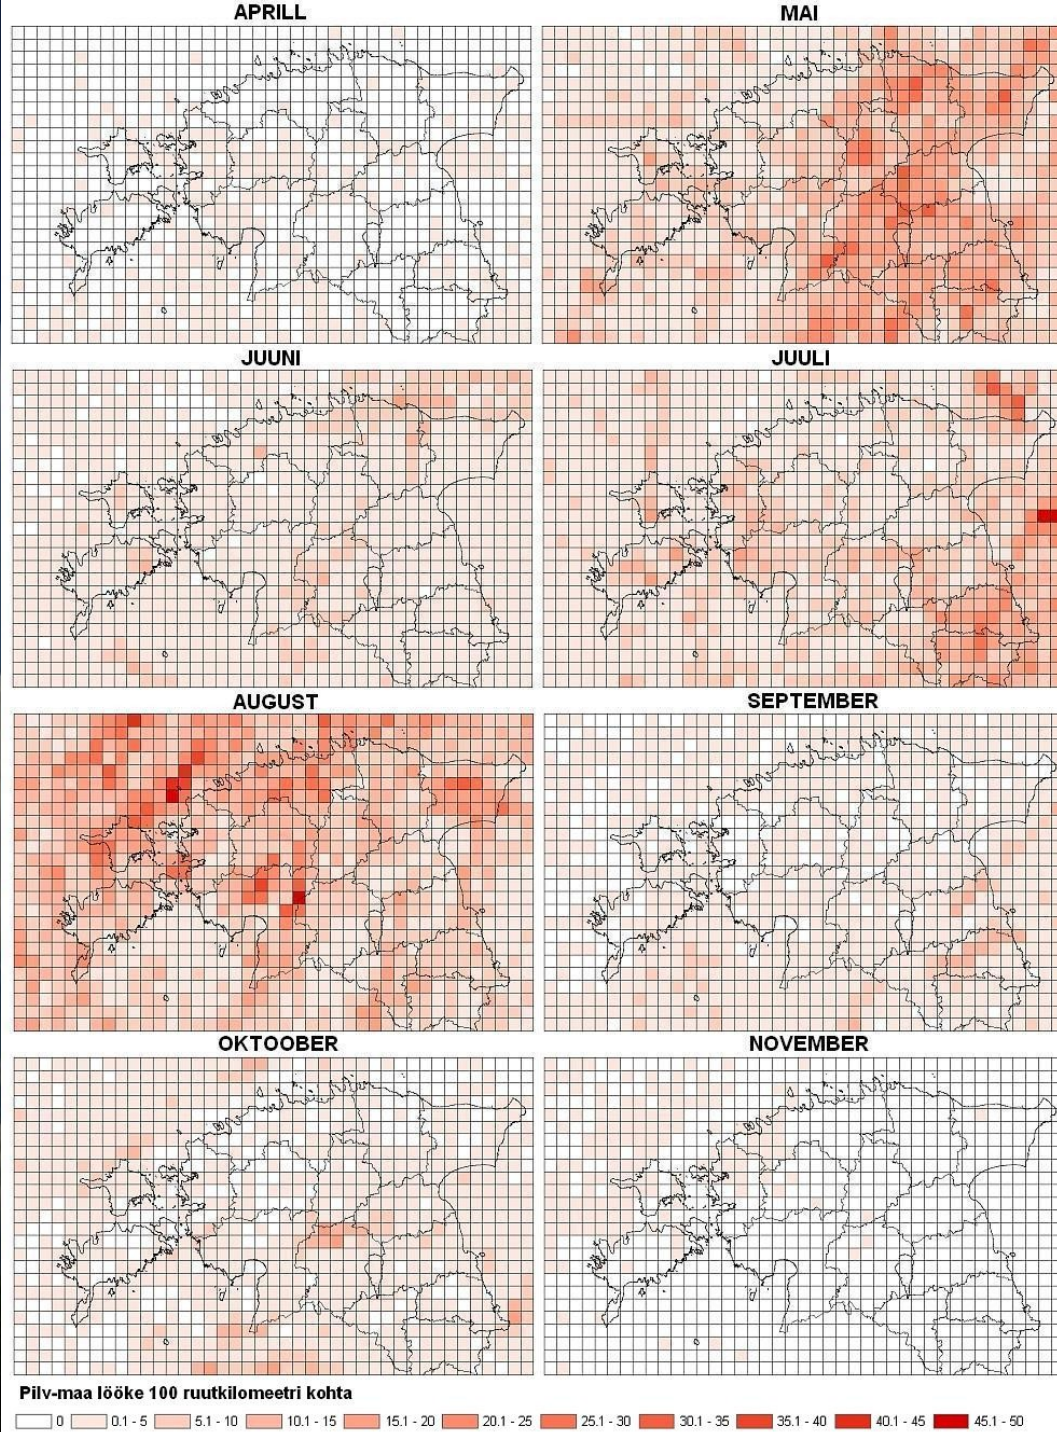 APRILL MAI
JUUNI JUULI
AUGUST SEPTEMBER
OKTOOBER NOVEMBER
Pilv-maa lööke 100 ruutkilomeetri kohta
0 0.1 - 5 5.1 - 10 10.1 - 15 15.1 - 20 20.1 - 25 25.1 - 30 30.1 - 35 35.1 - 40 40.1 - 45 45.1 - 50